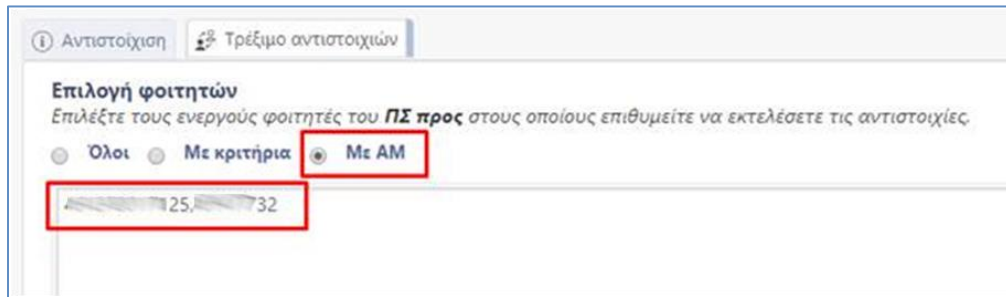 Αντιστοίχιση Τρέξιμο αντιστοιχιών
Επιλογή φοιτητών
Επιλέξτε τους ενεργούς φοιτητές του ΠΣ προς στους οποίους επιθυμείτε να εκτελέσετε τις αντιστοιχίες.
Όλοι Με κριτήρια Με ΑΜ
125, 732